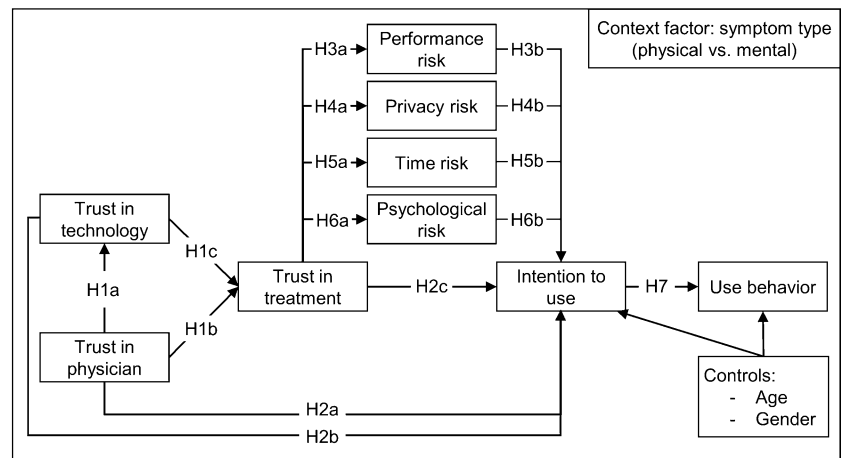 Context factor: symptom type
(physical vs. mental)
H3a
Performance
risk
H3b
H4a
Privacy risk
H4b
H5a
Time risk
H5b
H6a
Psychological
risk
H6b
Trust in
technology
H1c
H1a
H1b
Trust in
physician
Trust in
treatment
H2c
Intention to
use
H7
Use behavior
Controls:
- Age
- Gender
H2a
H2b